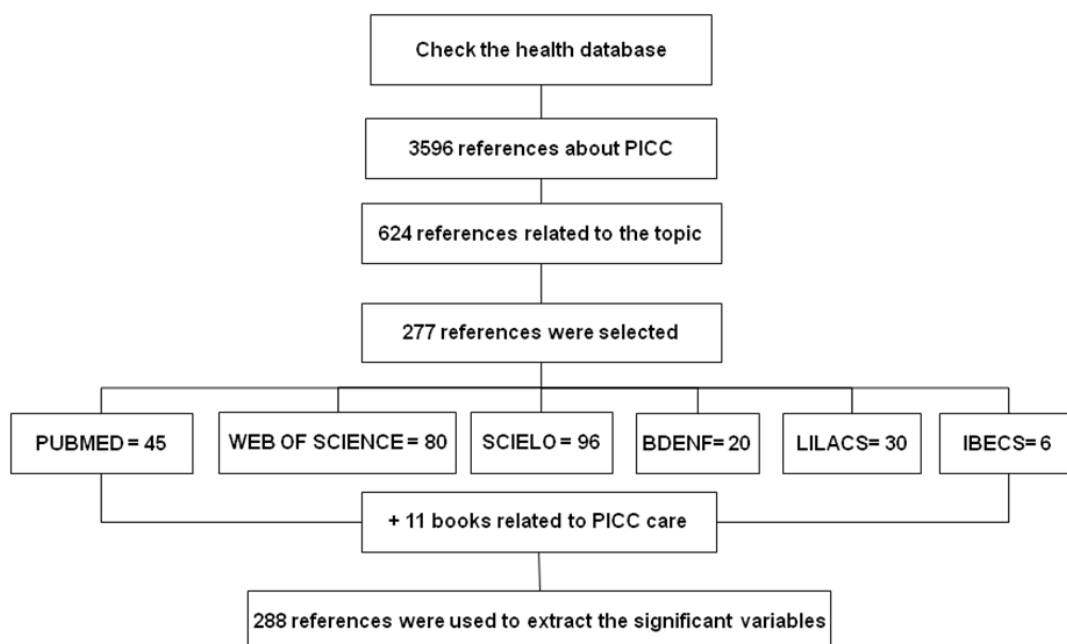 Check the health database
3596 references about PICC
624 references related to the topic
277 references were selected
PUBMED = 45
WEB OF SCIENCE = 80
SCIELO = 96
BDENF= 20
LILACS= 30
IBECS= 6
+ 11 books related to PICC care
288 references were used to extract the significant variables